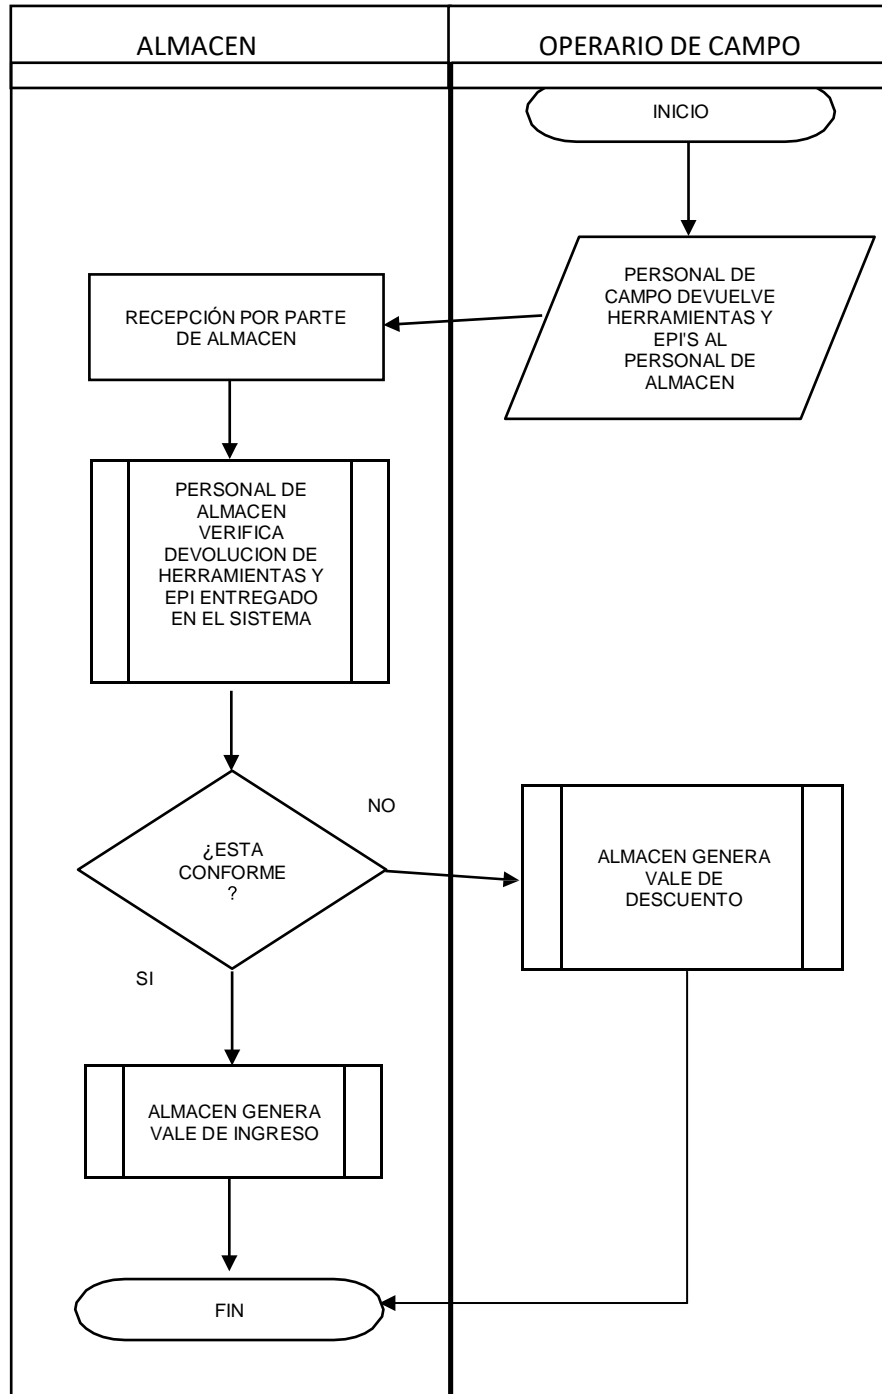 ALMACEN
OPERARIO DE CAMPO
INICIO
PERSONAL DE
CAMPO DEVUELVE
HERRAMIENTAS Y
EPI'S AL
PERSONAL DE
ALMACEN
RECEPCIÓN POR PARTE
DE ALMACEN
PERSONAL DE
ALMACEN
VERIFICA
DEVOLUCION DE
HERRAMIENTAS Y
EPI ENTREGADO
EN EL SISTEMA
¿ESTA
CONFORME
?
NO
ALMACEN GENERA
VALE DE
DESCUENTO
SI
ALMACEN GENERA
VALE DE INGRESO
FIN